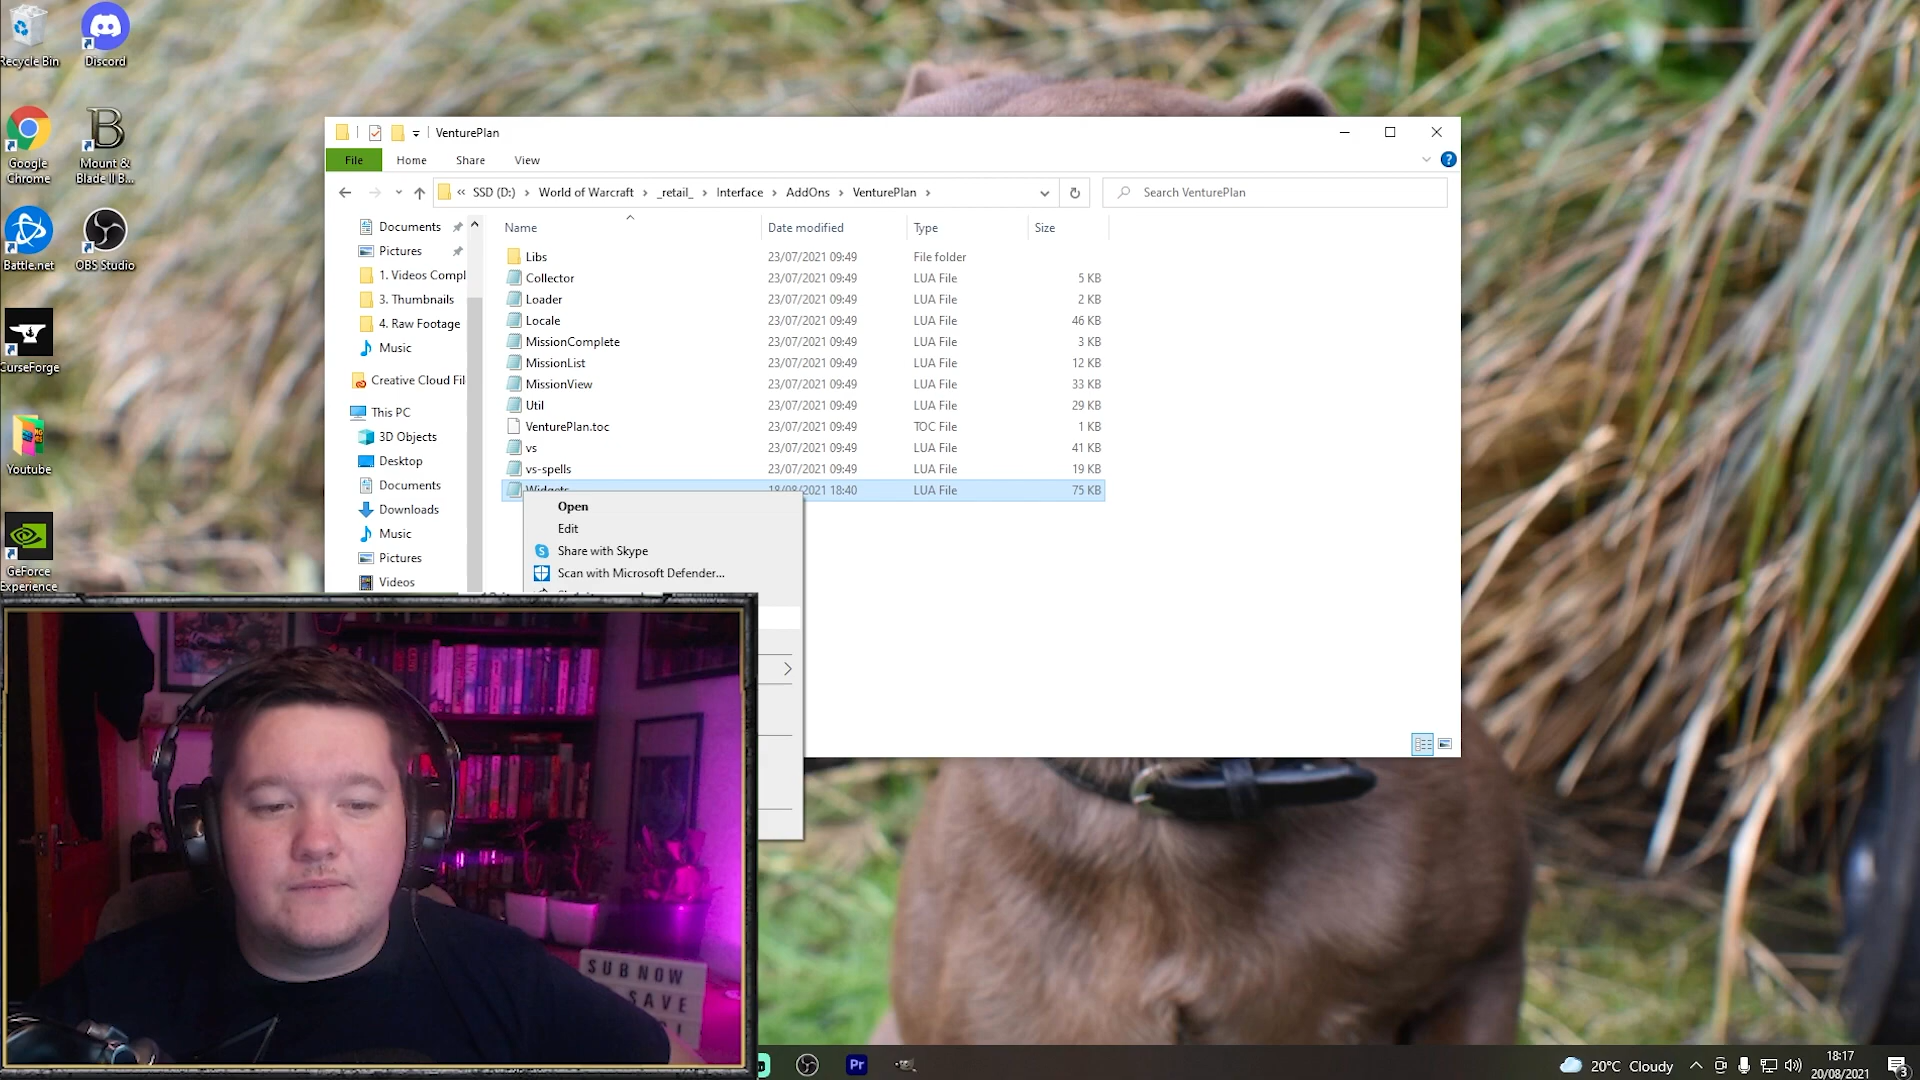 Recycle Bin
Discord
Google
Chrome
Mount &
Blade II B...
Battle.net
OBS Studio
CurseForge
Youtube
GeForce
Experience
VenturePlan
File
Home
Share
View
« SSD (D:) › World of Warcraft › _retail_ › Interface › AddOns › VenturePlan ›
Search VenturePlan
Documents
Pictures
1. Videos Compl
3. Thumbnails
4. Raw Footage
Music
Creative Cloud Fil
This PC
3D Objects
Desktop
Documents
Downloads
Music
Pictures
Videos
Name
Date modified
Type
Size
Libs 23/07/2021 09:49 File folder
Collector 23/07/2021 09:49 LUA File 5 KB
Loader 23/07/2021 09:49 LUA File 2 KB
Locale 23/07/2021 09:49 LUA File 46 KB
MissionComplete 23/07/2021 09:49 LUA File 3 KB
MissionList 23/07/2021 09:49 LUA File 12 KB
MissionView 23/07/2021 09:49 LUA File 33 KB
Util 23/07/2021 09:49 LUA File 29 KB
VenturePlan.toc 23/07/2021 09:49 TOC File 1 KB
vs 23/07/2021 09:49 LUA File 41 KB
vs-spells 23/07/2021 09:49 LUA File 19 KB
Widgets 18/08/2021 18:40 LUA File 75 KB
Open
Edit
Share with Skype
Scan with Microsoft Defender...
SUB NOW
SAVE
Pr
20°C Cloudy
18:17
20/08/2021
3